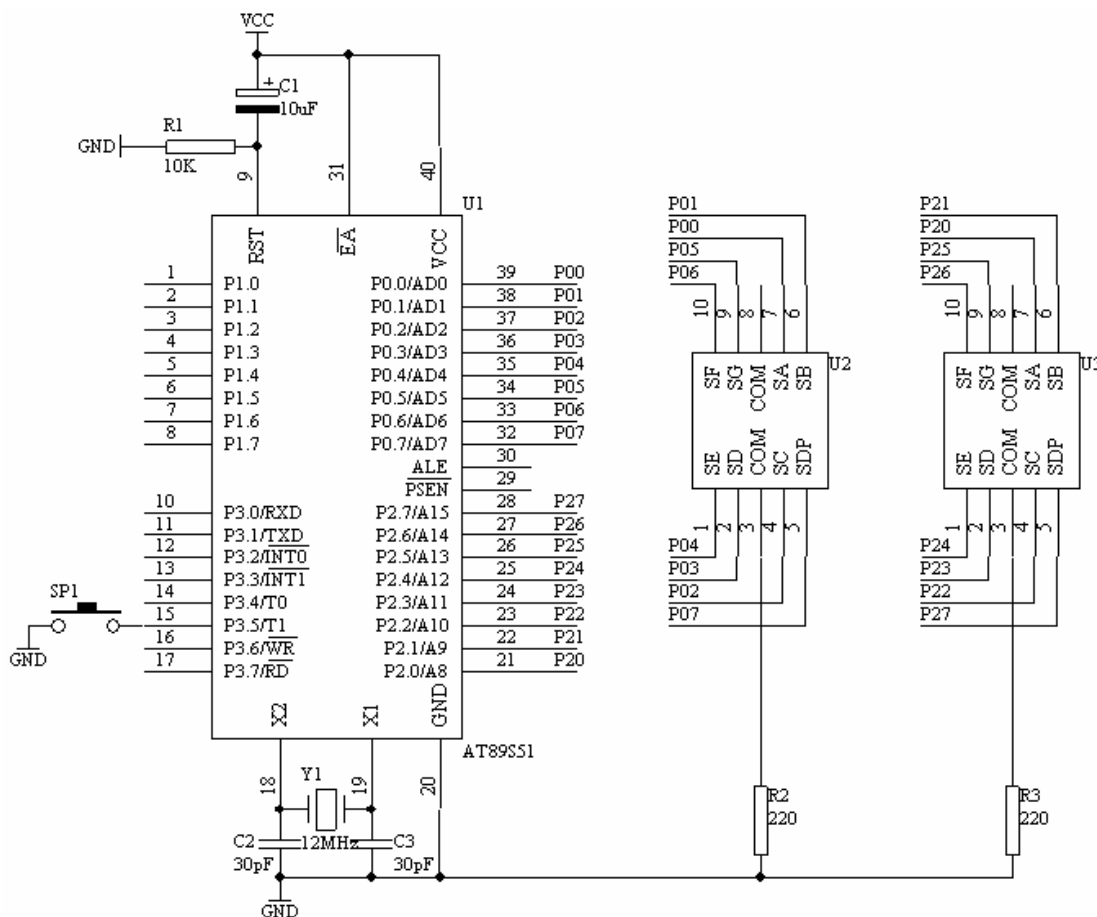 VCC
C1
10uF
+
R1
GND
10K
9
31
40
U1
RST
EA
VCC
1 P1.0
2 P1.1
3 P1.2
4 P1.3
5 P1.4
6 P1.5
7 P1.6
8 P1.7
10 P3.0/RXD
11 P3.1/TXD
12 P3.2/INT0
13 P3.3/INT1
14 P3.4/T0
15 P3.5/T1
16 P3.6/WR
17 P3.7/RD
P0.0/AD0 39 P00
P0.1/AD1 38 P01
P0.2/AD2 37 P02
P0.3/AD3 36 P03
P0.4/AD4 35 P04
P0.5/AD5 34 P05
P0.6/AD6 33 P06
P0.7/AD7 32 P07
ALE 30
PSEN 29
P2.7/A15 28 P27
P2.6/A14 27 P26
P2.5/A13 26 P25
P2.4/A12 25 P24
P2.3/A11 24 P23
P2.2/A10 23 P22
P2.1/A9 22 P21
P2.0/A8 21 P20
SP1
GND
X2
X1
GND
AT89S51
18
Y1
19
20
C2
12MHz
C3
30pF
30pF
GND
P01
P00
P05
P06
10 9 8 7 6
U2
SF SG COM SA SB
SE SD COM SC SDP
1 2 3 4 5
P04
P03
P02
P07
R2
220
P21
P20
P25
P26
10 9 8 7 6
U3
SF SG COM SA SB
SE SD COM SC SDP
1 2 3 4 5
P24
P23
P22
P27
R3
220